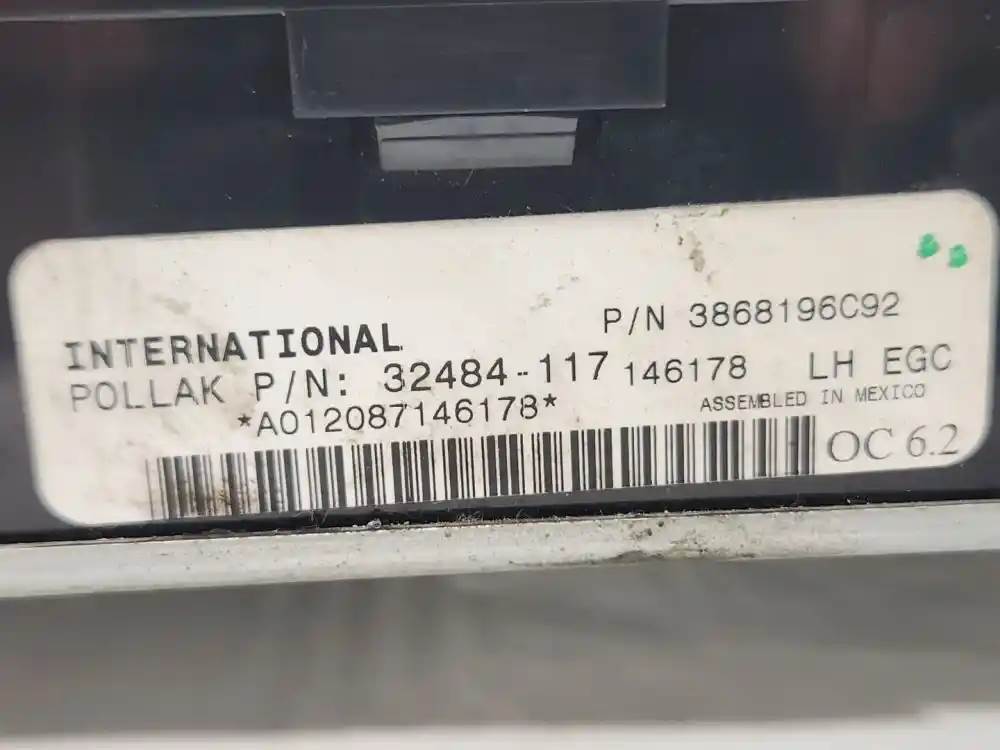 INTERNATIONAL P/N 3868196C92
POLLAK P/N: 32484-117 146178 LH EGC
*A012087146178* ASSEMBLED IN MEXICO
OC 6.2